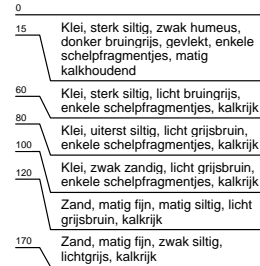 0
15
Klei, sterk siltig, zwak humeus,
donker bruingrijs, gevlekt, enkele
schelpfragmentjes, matig
kalkhoudend
60
Klei, sterk siltig, licht bruingrijs,
enkele schelpfragmentjes, kalkrijk
80
Klei, uiterst siltig, licht grijsbruin,
enkele schelpfragmentjes, kalkrijk
100
Klei, zwak zandig, licht grijsbruin,
enkele schelpfragmentjes, kalkrijk
120
Zand, matig fijn, matig siltig, licht
grijsbruin, kalkrijk
170
Zand, matig fijn, zwak siltig,
lichtgrijs, kalkrijk